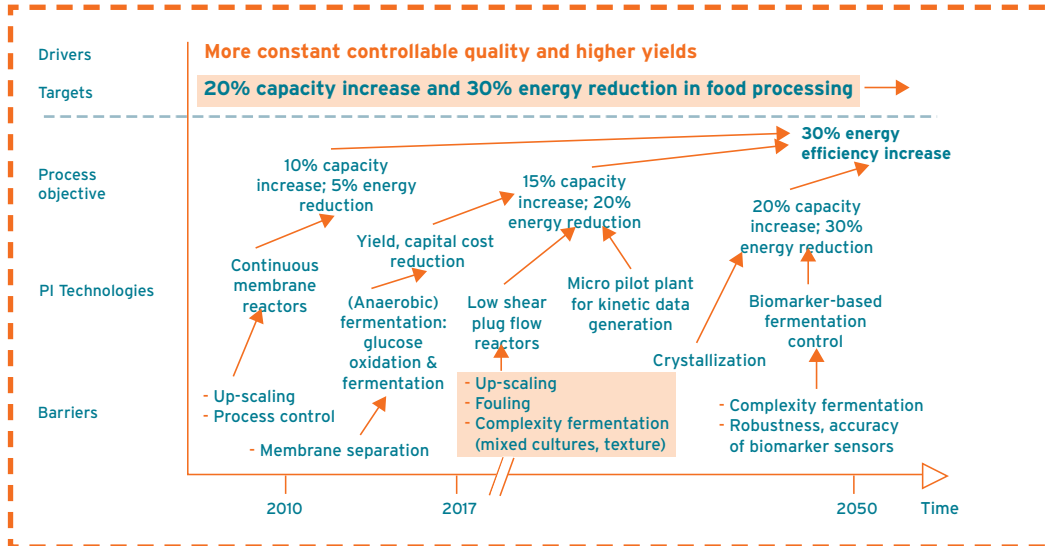 Drivers
More constant controllable quality and higher yields
Targets
20% capacity increase and 30% energy reduction in food processing
30% energy
efficiency increase
Process
objective
10% capacity
increase; 5% energy
reduction
15% capacity
increase; 20%
energy reduction
20% capacity
increase; 30%
energy reduction
Yield, capital cost
reduction
PI Technologies
Continuous
membrane
reactors
(Anaerobic)
fermentation:
glucose
oxidation &
fermentation
Low shear
plug flow
reactors
Micro pilot plant
for kinetic data
generation
Crystallization
Biomarker-based
fermentation
control
Barriers
- Up-scaling
- Process control
- Membrane separation
- Up-scaling
- Fouling
- Complexity fermentation
(mixed cultures, texture)
- Complexity fermentation
- Robustness, accuracy
of biomarker sensors
2010
2017
2050
Time